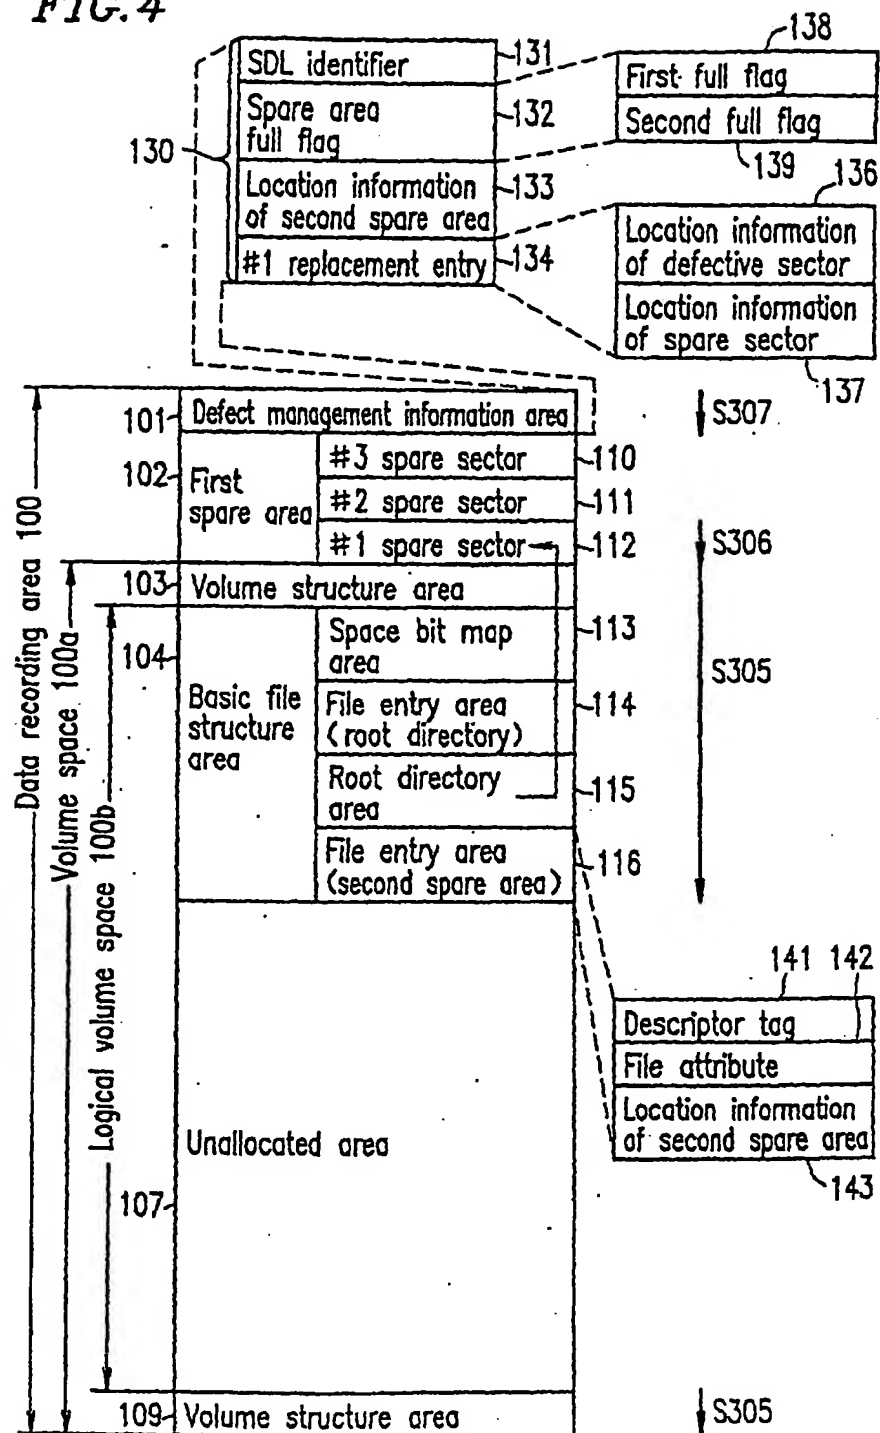 FIG. 4
138
SDL identifier
131
First full flag
Spare area
full flag
132
Second full flag
130
139
136
Location information
of second spare area
133
Location information
of defective sector
#1 replacement entry
134
Location information
of spare sector
137
101
Defect management information area
S307
102
First
spare area
#3 spare sector
110
#2 spare sector
111
#1 spare sector
112
S306
103
Volume structure area
104
Basic file
structure
area
Space bit map
area
113
S305
File entry area
(root directory)
114
Root directory
area
115
File entry area
(second spare area)
116
Data recording area 100
Volume space 100a
Logical volume space 100b
141
142
Descriptor tag
File attribute
Location information
of second spare area
143
Unallocated area
107
109
Volume structure area
S305